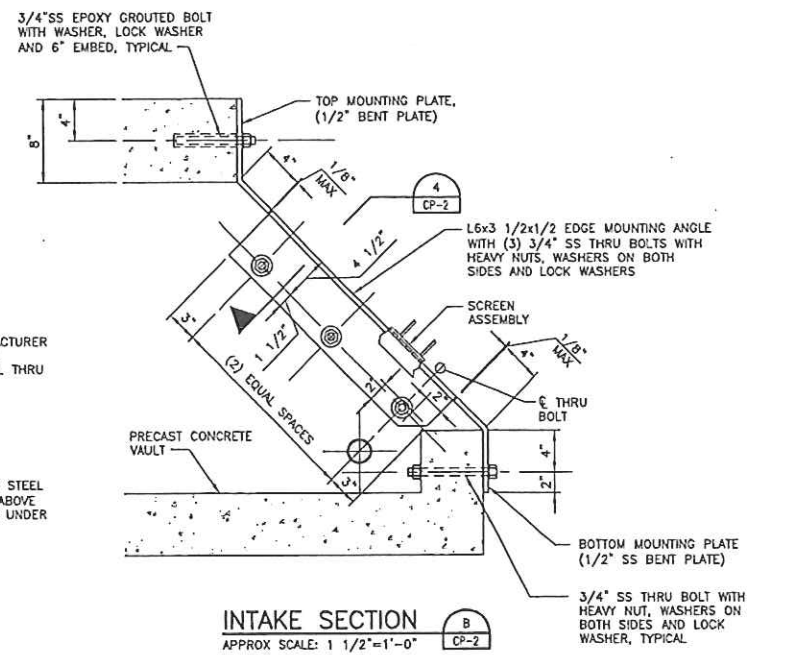 3/4"SS EPOXY GROUTED BOLT
WITH WASHER, LOCK WASHER
AND 6" EMBED, TYPICAL
TOP MOUNTING PLATE,
(1/2" BENT PLATE)
8"
4"
4"
1/8"
MAX
4
CP-2
L6x3 1/2x1/2 EDGE MOUNTING ANGLE
WITH (3) 3/4" SS THRU BOLTS WITH
HEAVY NUTS, WASHERS ON BOTH
SIDES AND LOCK WASHERS
4 1/2"
SCREEN
ASSEMBLY
3"
1 1/2"
1/8"
MAX
4"
CTURER
THRU
(2) EQUAL SPACES
2"
2"
℄ THRU
BOLT
PRECAST CONCRETE
VAULT
4"
2"
3"
STEEL
ABOVE
UNDER
BOTTOM MOUNTING PLATE
(1/2" SS BENT PLATE)
3/4" SS THRU BOLT WITH
HEAVY NUT, WASHERS ON
BOTH SIDES AND LOCK
WASHER, TYPICAL
INTAKE SECTION
B
CP-2
APPROX SCALE: 1 1/2"=1'-0"